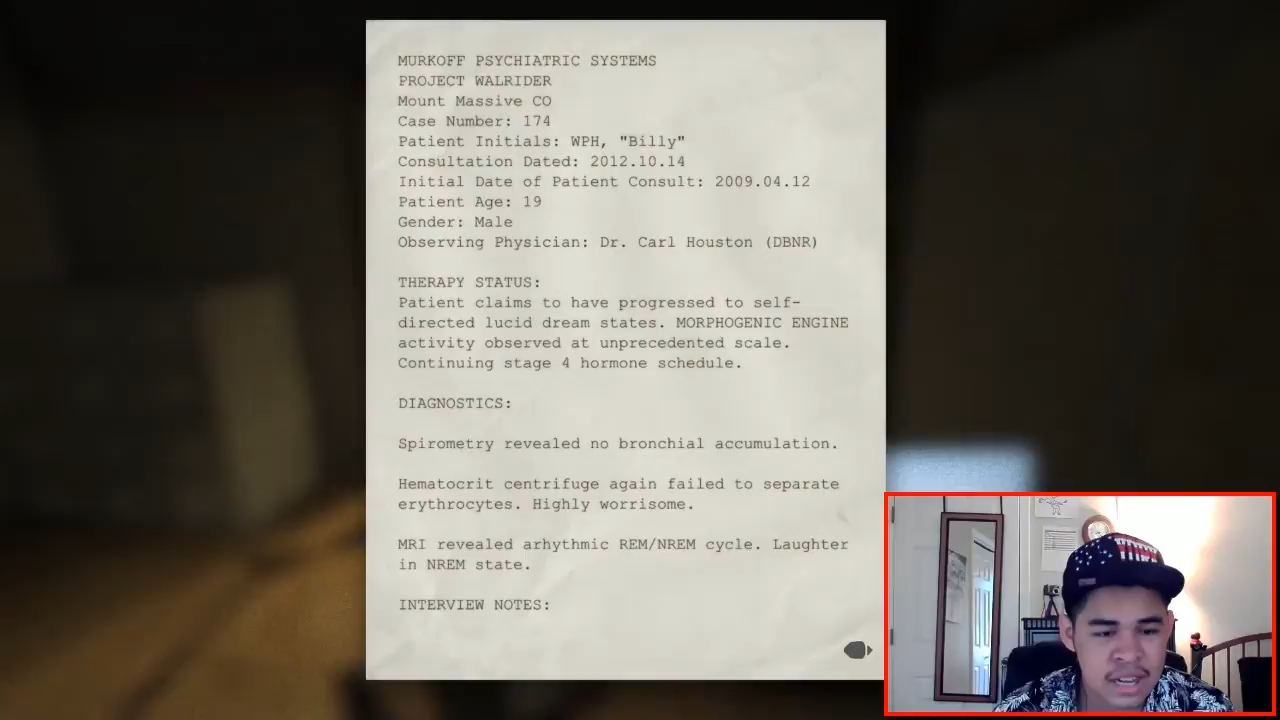 MURKOFF PSYCHIATRIC SYSTEMS
PROJECT WALRIDER
Mount Massive CO
Case Number: 174
Patient Initials: WPH, "Billy"
Consultation Dated: 2012.10.14
Initial Date of Patient Consult: 2009.04.12
Patient Age: 19
Gender: Male
Observing Physician: Dr. Carl Houston (DBNR)
THERAPY STATUS:
Patient claims to have progressed to self-
directed lucid dream states. MORPHOGENIC ENGINE
activity observed at unprecedented scale.
Continuing stage 4 hormone schedule.
DIAGNOSTICS:
Spirometry revealed no bronchial accumulation.
Hematocrit centrifuge again failed to separate
erythrocytes. Highly worrisome.
MRI revealed arhythmic REM/NREM cycle. Laughter
in NREM state.
INTERVIEW NOTES: